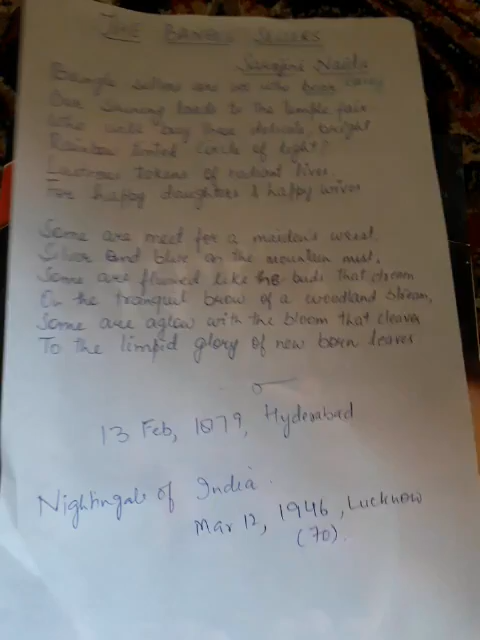 THE BANGLE SELLERS
Sarojini Naidu
Bangle sellers are we who bear
Our shining loads to the temple fair
Who will buy these delicate, bright
Rainbow tinted circle of light?
Lustrous tokens of radiant lives.
For happy daughters & happy wives
Some are meet for a maidens wrist.
Silver and blue on the mountain mist,
Some are flushed like the buds that dream
On the tranquil brow of a woodland stream,
Some are aglow with the bloom that cleaves
To the limpid glory of new born leaves
13 Feb, 1879, Hyderabad
Nightingale of India.
Mar 12, 1946, Lucknow
(70).